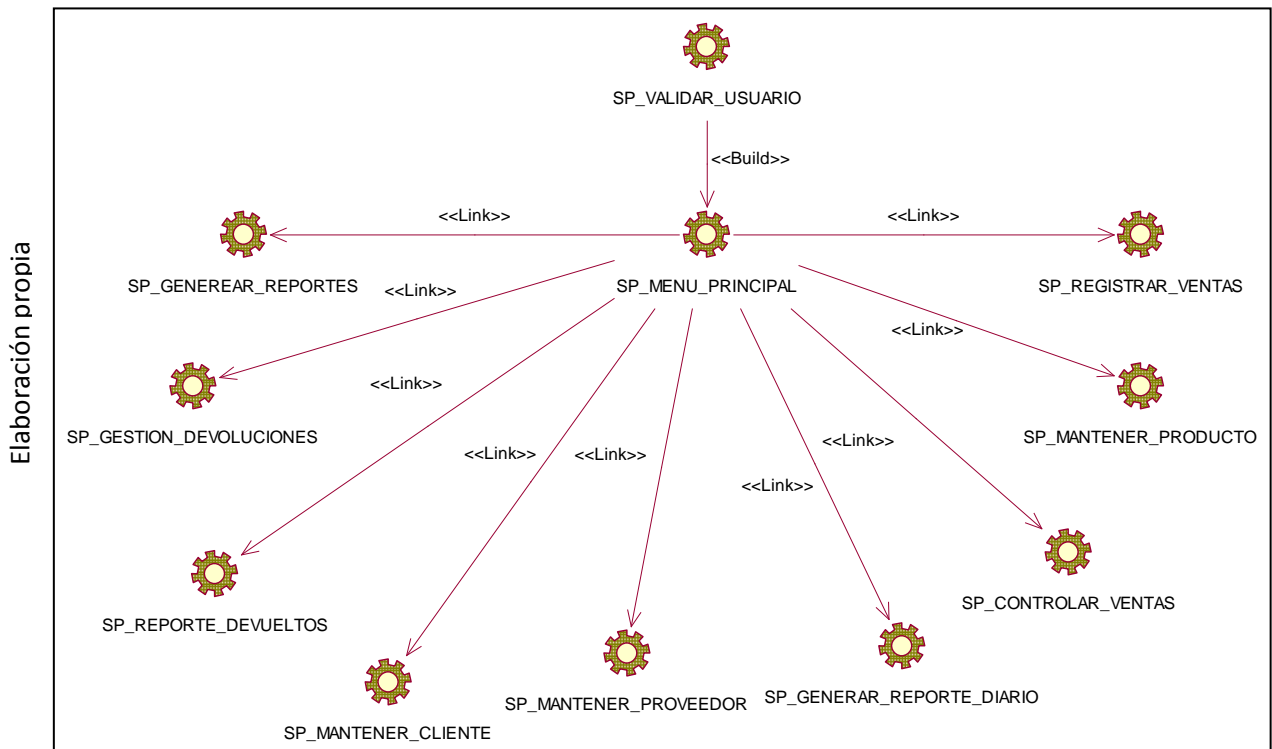 SP_VALIDAR_USUARIO
<<Build>>
<<Link>>
<<Link>>
SP_GENEREAR_REPORTES
SP_MENU_PRINCIPAL
SP_REGISTRAR_VENTAS
<<Link>>
<<Link>>
<<Link>>
SP_GESTION_DEVOLUCIONES
SP_MANTENER_PRODUCTO
<<Link>>
<<Link>>
<<Link>>
<<Link>>
SP_CONTROLAR_VENTAS
SP_REPORTE_DEVUELTOS
SP_MANTENER_PROVEEDOR
SP_GENERAR_REPORTE_DIARIO
SP_MANTENER_CLIENTE
Elaboración propia